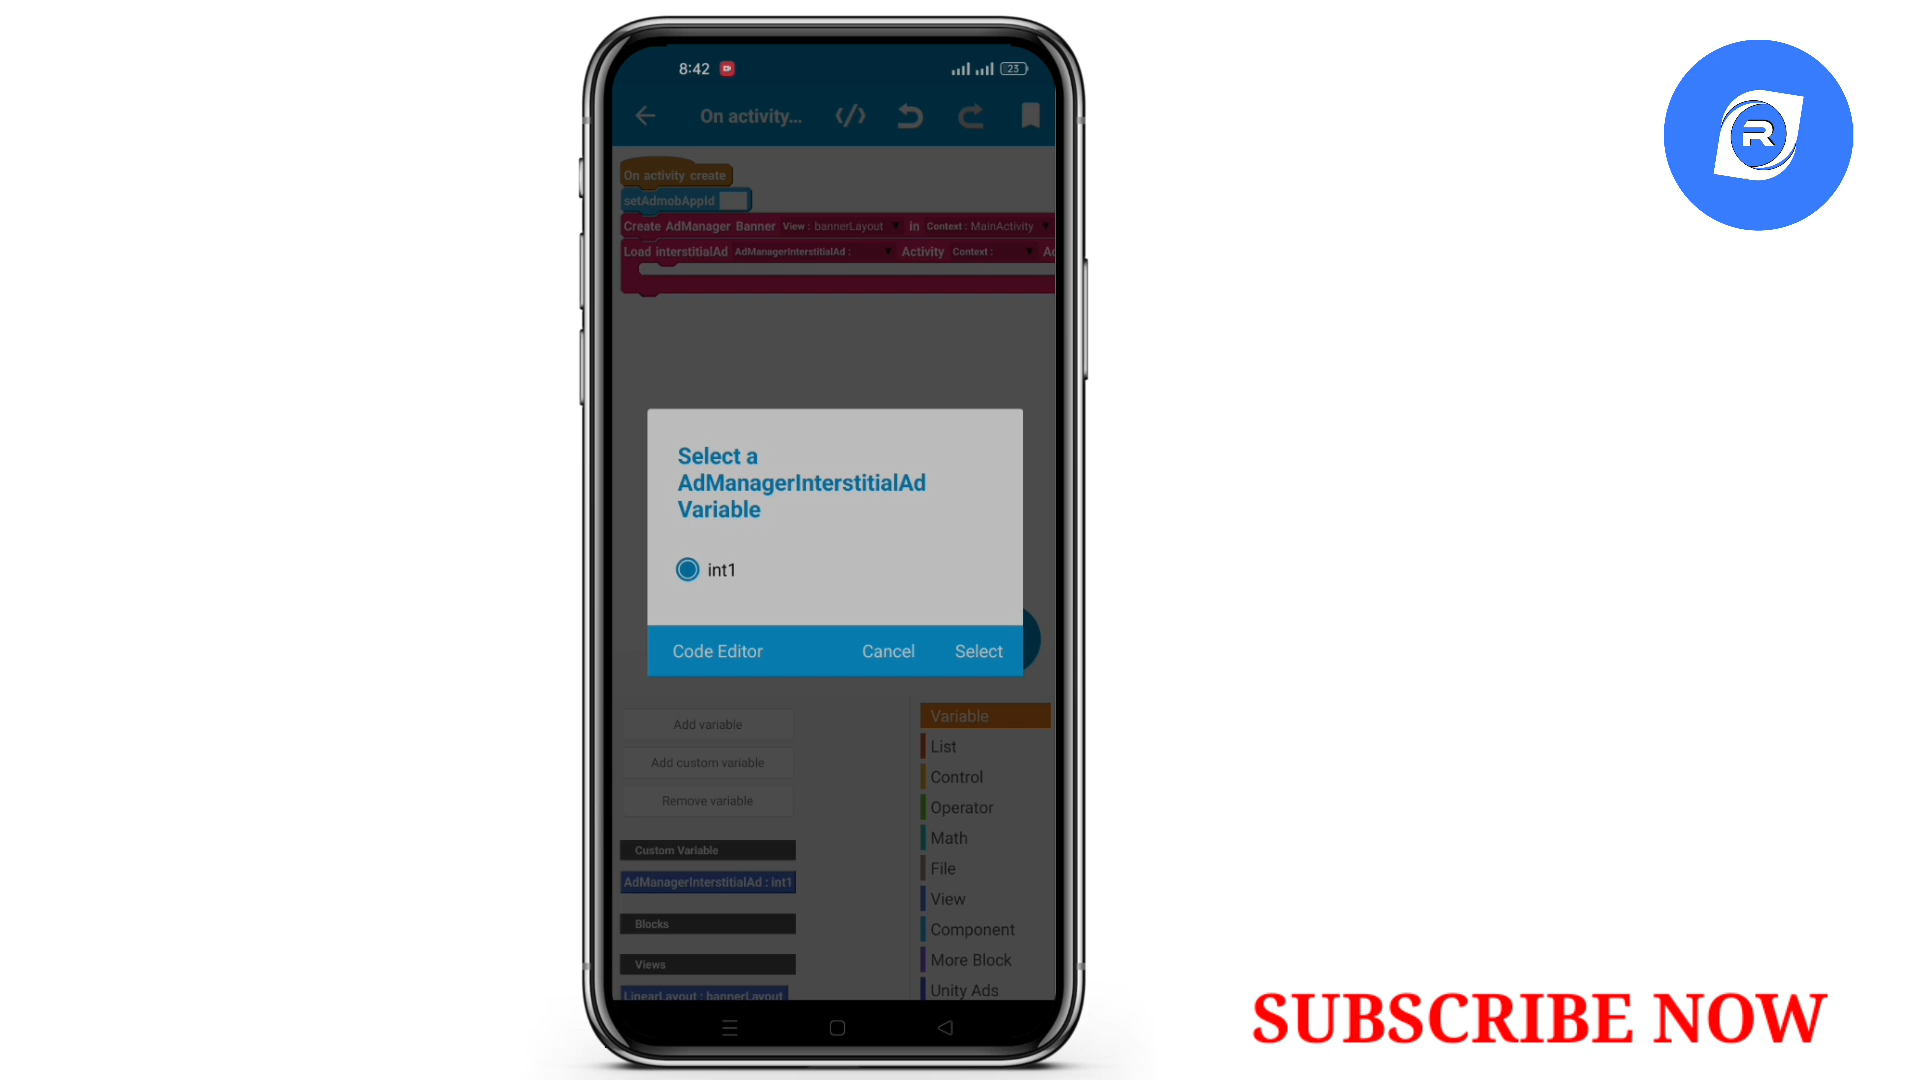 8:42
23
On activity...
On activity create
setAdmobAppId
Create AdManager Banner View : bannerLayout in Context : MainActivity
Load interstitialAd AdManagerInterstitialAd : Activity Context : Ac
Select a
AdManagerInterstitialAd
Variable
int1
Code Editor Cancel Select
Add variable
Add custom variable
Remove variable
Custom Variable
AdManagerInterstitialAd : int1
Blocks
Views
LinearLayout : bannerLayout
Variable
List
Control
Operator
Math
File
View
Component
More Block
Unity Ads
R
SUBSCRIBE NOW